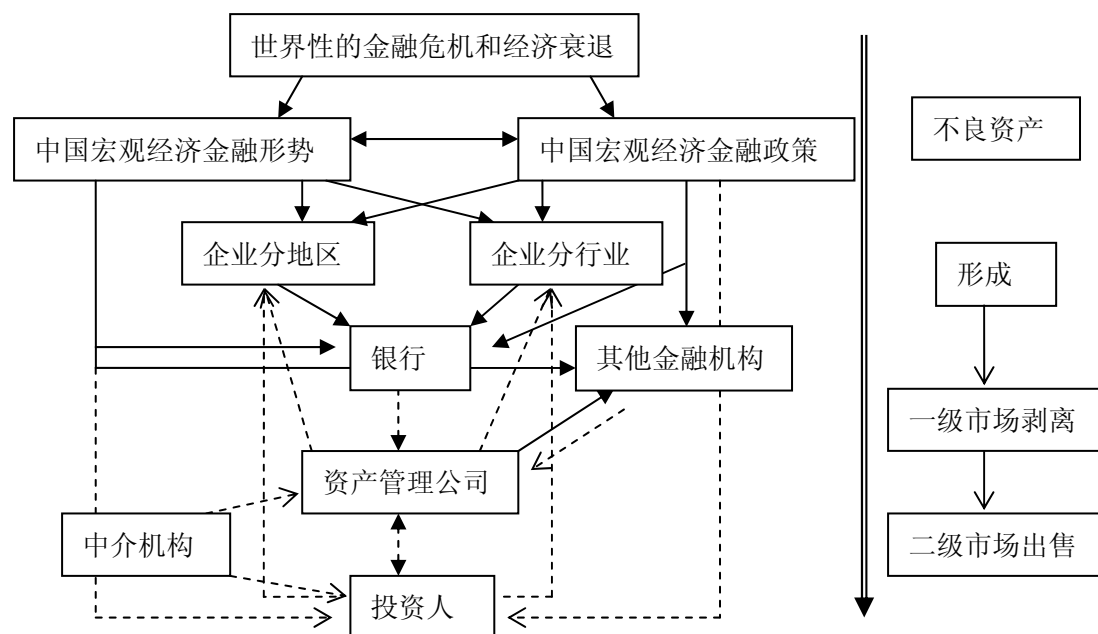 世界性的金融危机和经济衰退
中国宏观经济金融形势
中国宏观经济金融政策
企业分地区
企业分行业
银行
其他金融机构
资产管理公司
中介机构
投资人
不良资产
形成
一级市场剥离
二级市场出售